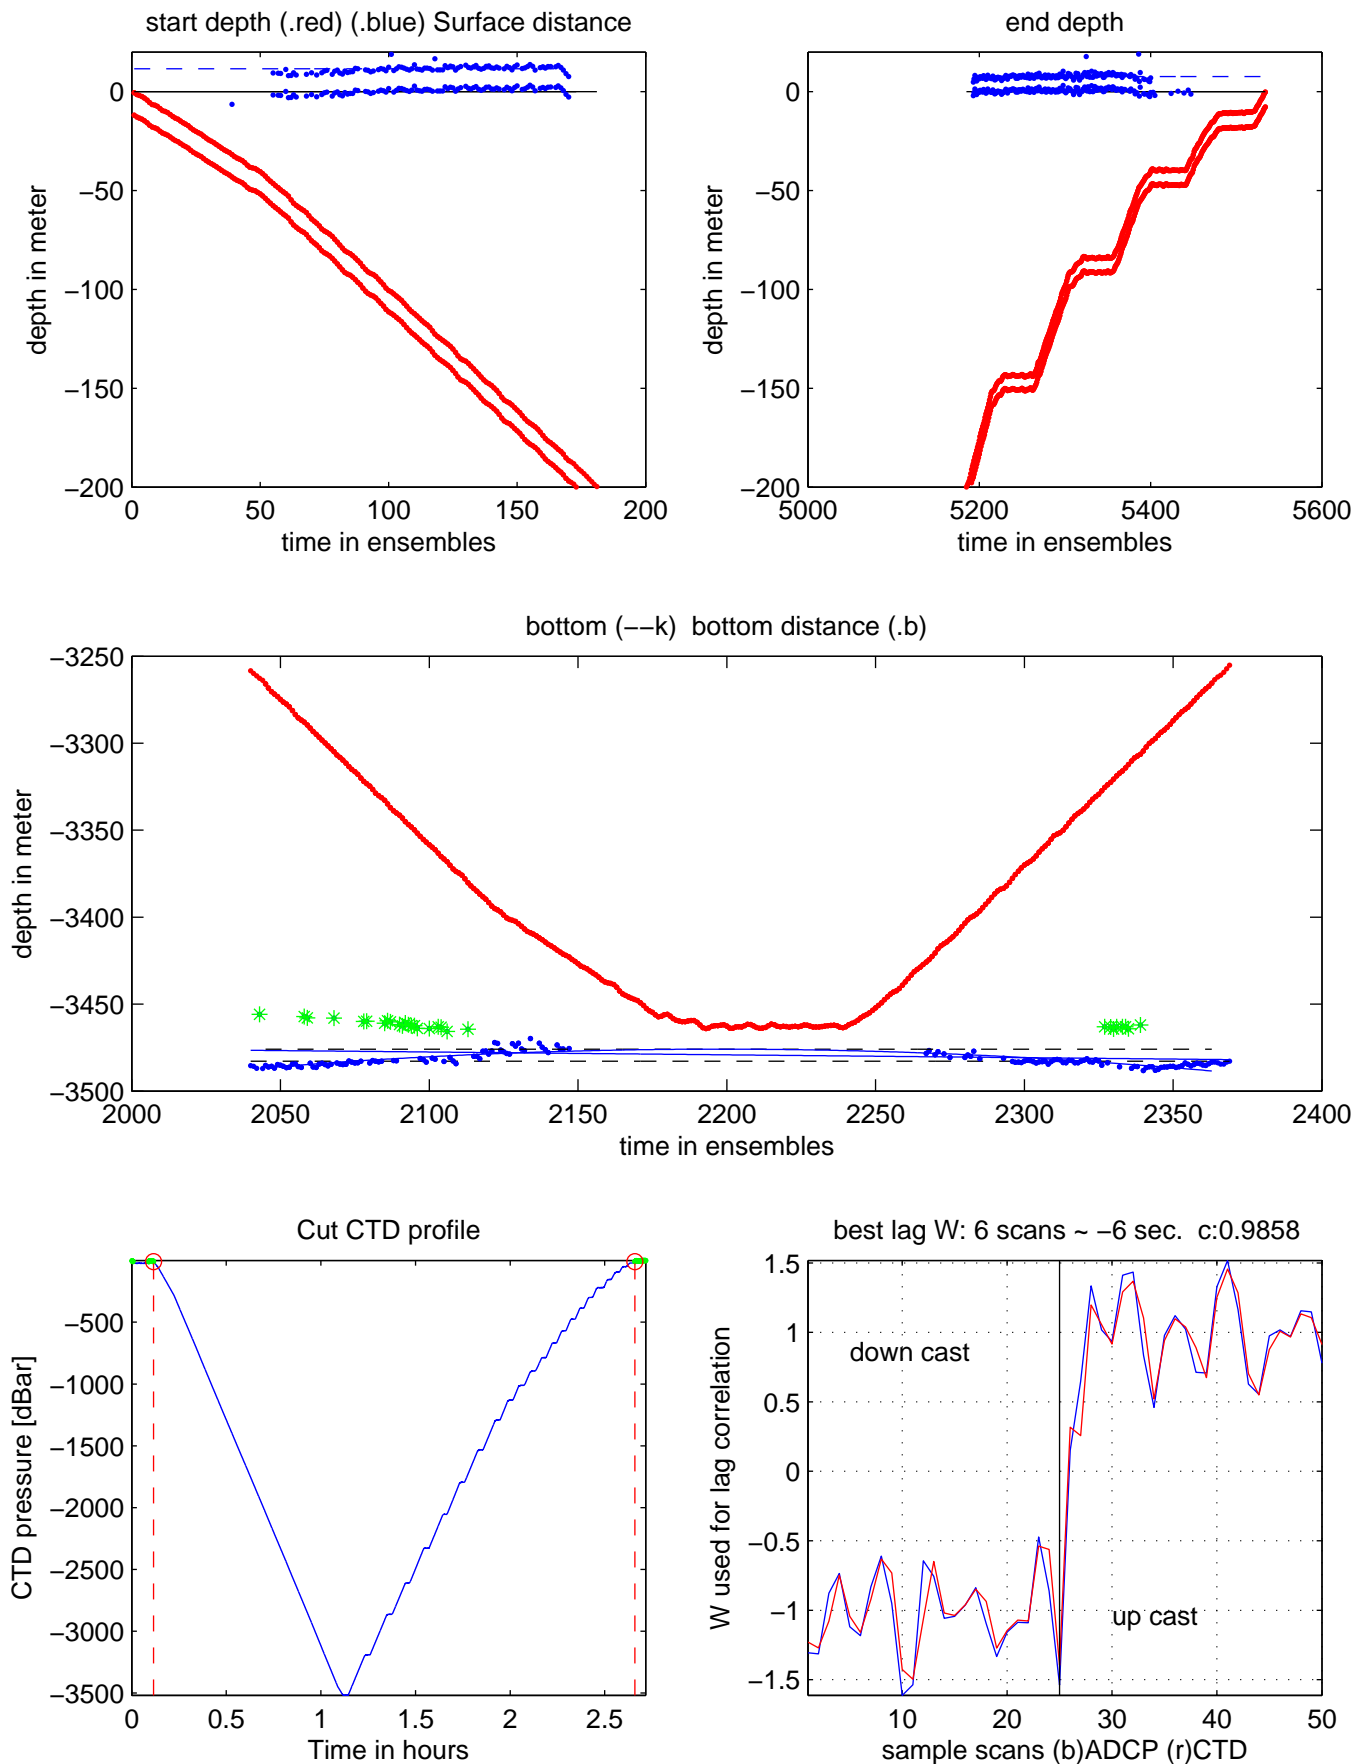 start depth (.red) (.blue) Surface distance
0
−50
−100
−150
−200
depth in meter
0 50 100 150 200
time in ensembles
end depth
0
−50
−100
−150
−200
depth in meter
5000 5200 5400 5600
time in ensembles
bottom (−−k)  bottom distance (.b)
−3250
−3300
−3350
−3400
−3450
−3500
depth in meter
2000 2050 2100 2150 2200 2250 2300 2350 2400
time in ensembles
Cut CTD profile
−500
−1000
−1500
−2000
−2500
−3000
−3500
CTD pressure [dBar]
0 0.5 1 1.5 2 2.5
Time in hours
best lag W: 6 scans ~ −6 sec.  c:0.9858
1.5
1
0.5
0
−0.5
−1
−1.5
W used for lag correlation
down cast
up cast
10 20 30 40 50
sample scans (b)ADCP (r)CTD